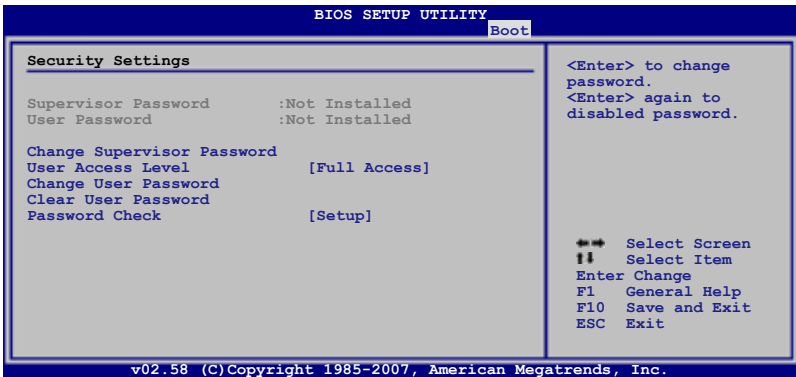 BIOS SETUP UTILITY
Boot
Security Settings
Supervisor Password :Not Installed
User Password :Not Installed
Change Supervisor Password
User Access Level [Full Access]
Change User Password
Clear User Password
Password Check [Setup]
<Enter> to change
password.
<Enter> again to
disabled password.
Select Screen
Select Item
Enter Change
F1 General Help
F10 Save and Exit
ESC Exit
v02.58 (C)Copyright 1985-2007, American Megatrends, Inc.